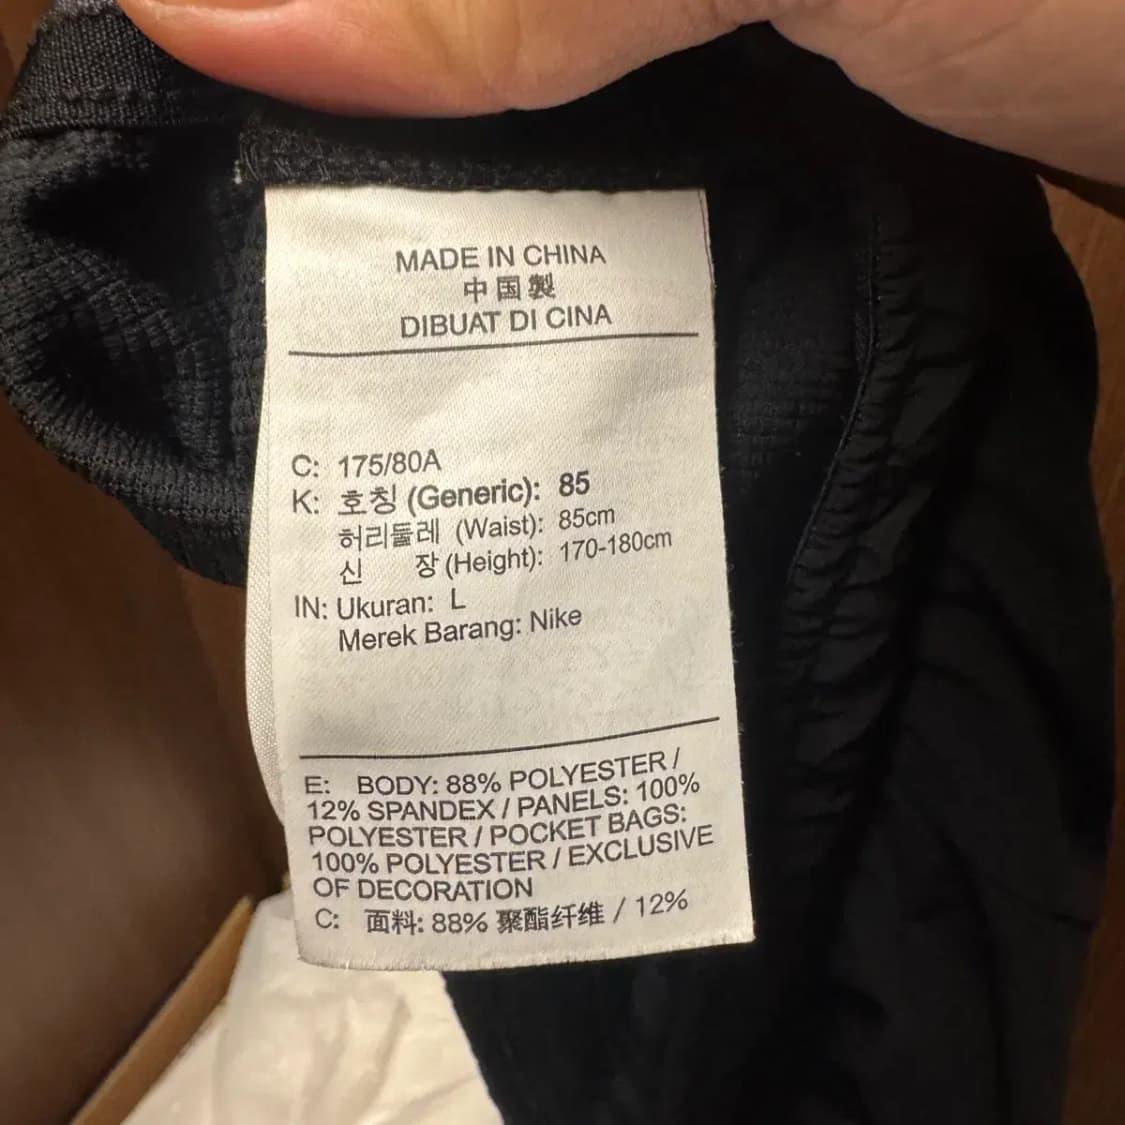 MADE IN CHINA
中国製
DIBUAT DI CINA
C: 175/80A
K: 호칭 (Generic): 85
허리둘레 (Waist): 85cm
신 장 (Height): 170-180cm
IN: Ukuran: L
Merek Barang: Nike
E: BODY: 88% POLYESTER /
12% SPANDEX / PANELS: 100%
POLYESTER / POCKET BAGS:
100% POLYESTER / EXCLUSIVE
OF DECORATION
C: 面料: 88% 聚酯纤维 / 12%